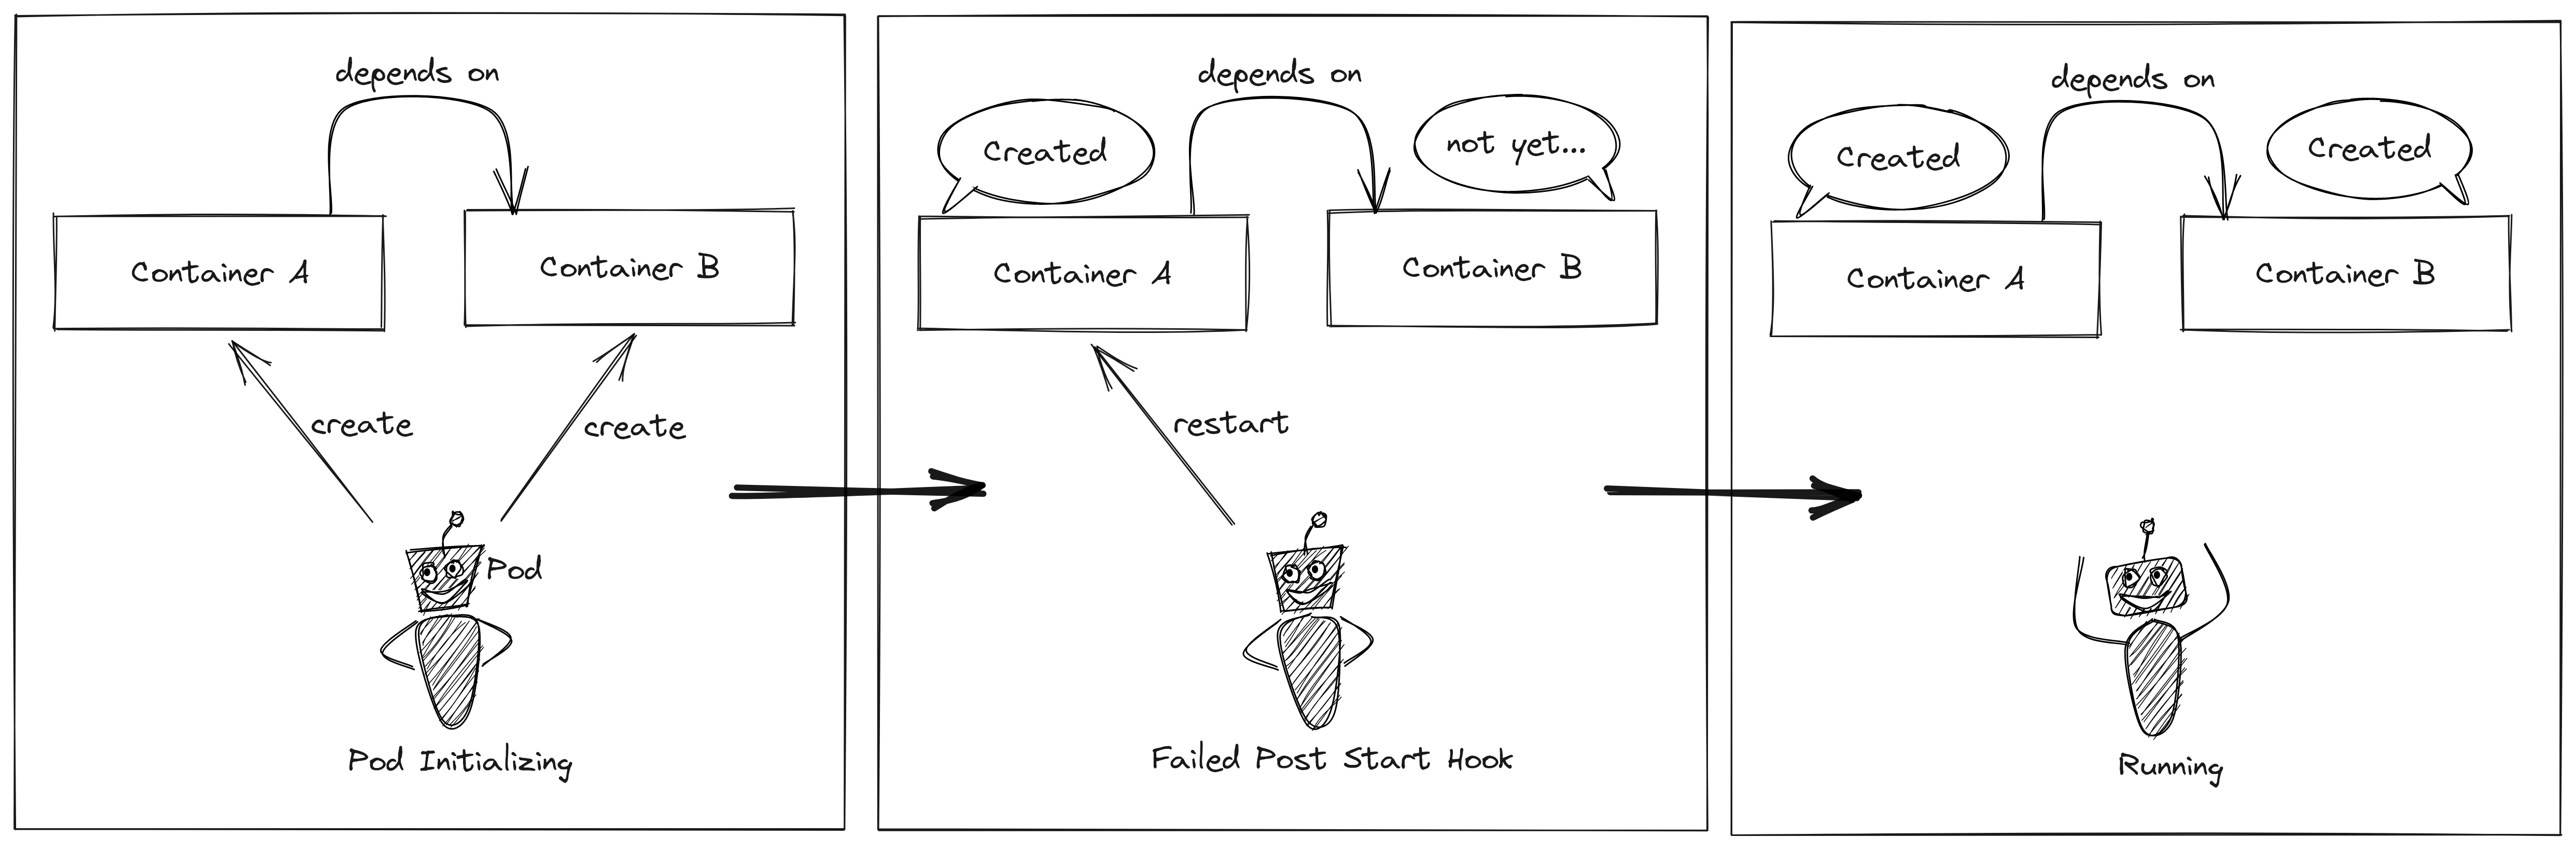 depends on
Container A
Container B
create
create
Pod
Pod Initializing
depends on
Created
not yet...
Container A
Container B
restart
Failed Post Start Hook
depends on
Created
Created
Container A
Container B
Running